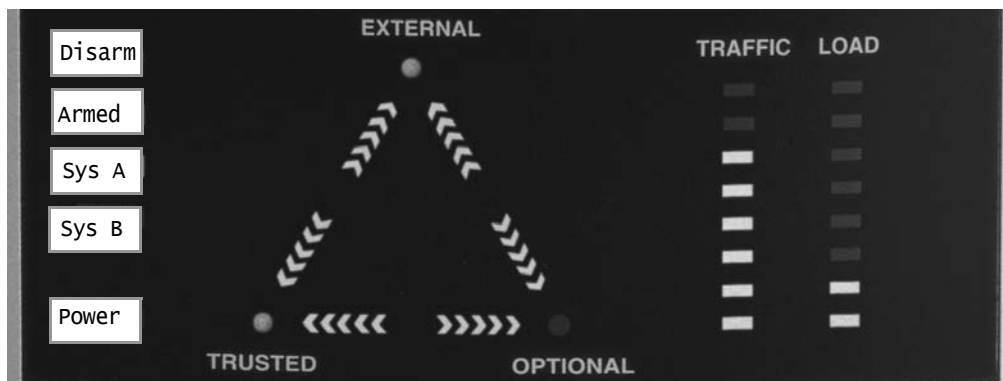 Disarm
Armed
Sys A
Sys B
Power
EXTERNAL
TRUSTED
OPTIONAL
TRAFFIC
LOAD